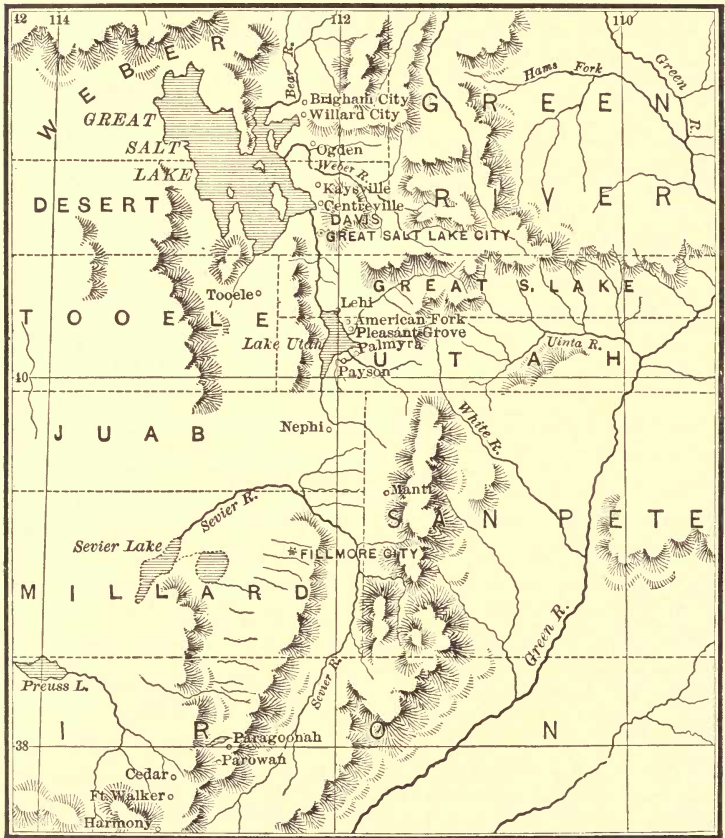 42 114 112 110
WEBER
Bear R.
Hams Fork
Green R.
Brigham City
GREEN
Willard City
GREAT
SALT
LAKE
Ogden
Weber R.
Kaysville
RIVER
DESERT
Centreville
DAVIS
GREAT SALT LAKE CITY
GREAT S. LAKE
Tooele
Lehi
TOOELE
American Fork
Pleasant Grove
Lake Utah
Palmyra
Uinta R.
UTAH
Payson
40
White R.
Nephi
JUAB
Manti
Sevier R.
SAN PETE
Sevier Lake
FILLMORE CITY
MILLARD
Green R.
Sevier R.
Preuss L.
IRON
Paragoonah
38
Parowan
Cedar
Ft. Walker
Harmony